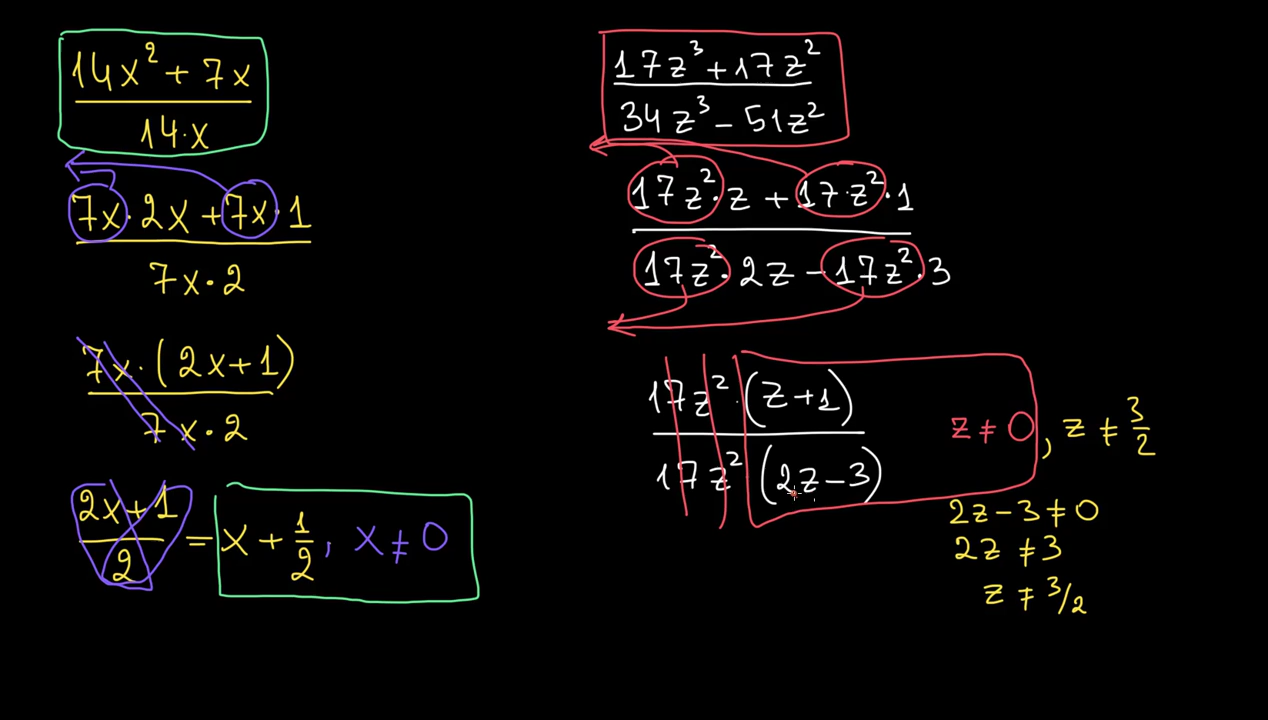 14x² + 7x
14·x
7x·2x + 7x·1
7x·2
7x·(2x+1)
7x·2
2x+1
2
= x + 1/2, x ≠ 0
17z³ + 17z²
34z³ - 51z²
17z²·z + 17·z²·1
17z²·2z - 17z²·3
17z²·(z+1)
17z² (2z-3)
z ≠ 0, z ≠ 3/2
2z-3 ≠ 0
2z ≠ 3
z ≠ 3/2